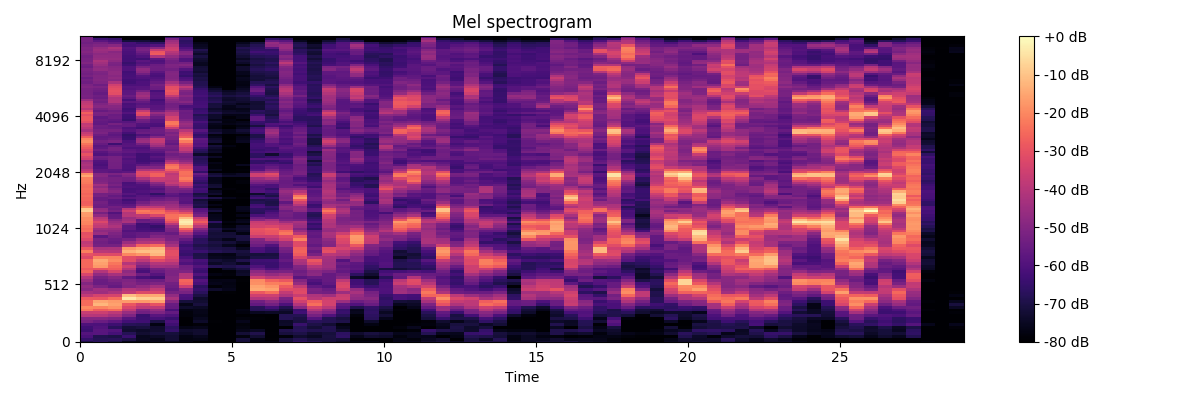 Mel spectrogram
8192
4096
2048
1024
512
0
Hz
0 5 10 15 20 25
Time
+0 dB
-10 dB
-20 dB
-30 dB
-40 dB
-50 dB
-60 dB
-70 dB
-80 dB